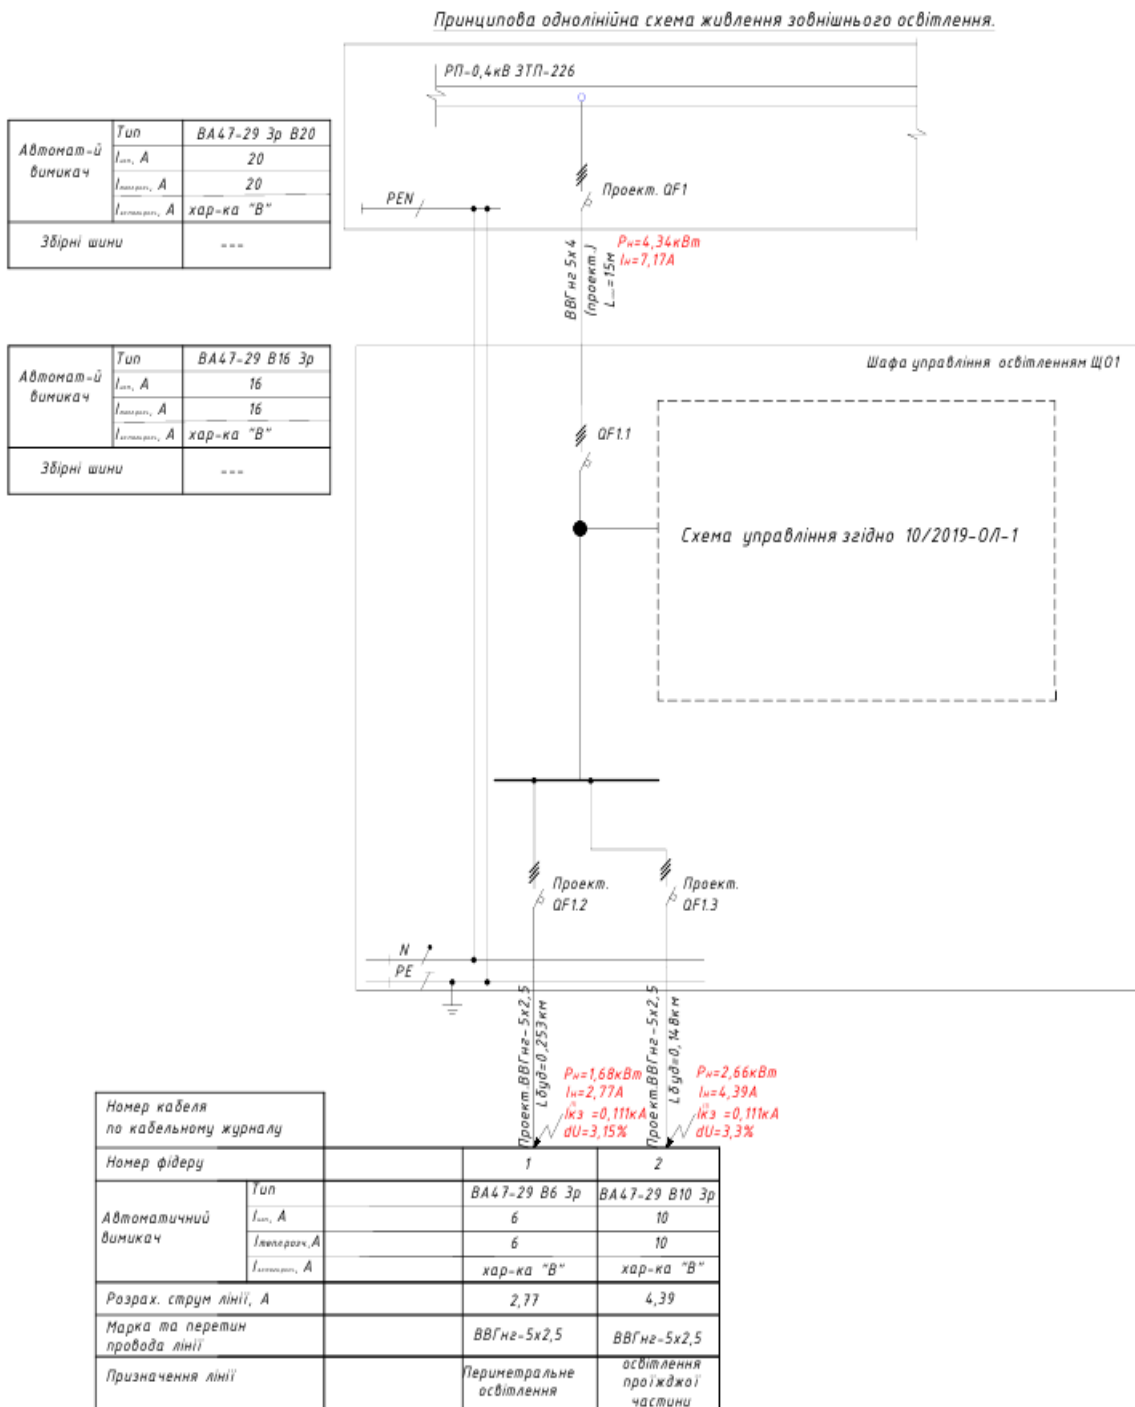 Принципова однолінійна схема живлення зовнішнього освітлення.
РП-0,4кВ ЗТП-226
Автомат-й
вимикач
Тип
ВА47-29 3р В20
А
20
А
20
А
хар-ка "В"
Збірні шини
---
PEN
Проект. QF1
Рн=4,34кВт
Ін=7,17А
ВВГнг 5х4
(проект.)
L
=15м
Автомат-й
вимикач
Тип
ВА47-29 В16 3р
А
16
А
16
А
хар-ка "В"
Збірні шини
---
Шафа управління освітленням ЩО1
QF1.1
Схема управління згідно 10/2019-ОЛ-1
Проект.
QF1.2
Проект.
QF1.3
N
PE
Проект.ВВГнг-5х2,5
Lбуд=0,253км
Проект.ВВГнг-5х2,5
Lбуд=0,148км
Рн=1,68кВт
Ін=2,77А
Ікз =0,111кА
dU=3,15%
Рн=2,66кВт
Ін=4,39А
Ікз =0,111кА
dU=3,3%
Номер кабеля
по кабельному журналу
Номер фідеру
1
2
Автоматичний
вимикач
Тип
ВА47-29 В6 3р
ВА47-29 В10 3р
А
6
10
А
6
10
А
хар-ка "В"
хар-ка "В"
Розрах. струм лінії, А
2,77
4,39
Марка та перетин
провода лінії
ВВГнг-5х2,5
ВВГнг-5х2,5
Призначення лінії
Периметральне
освітлення
освітлення
проїжджої
частини